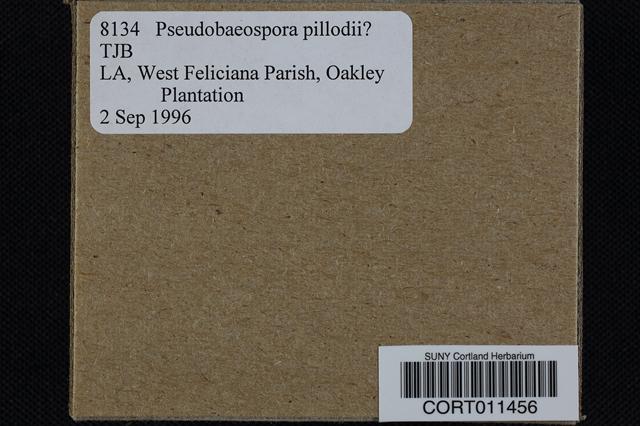 8134 Pseudobaeospora pillodii?
TJB
LA, West Feliciana Parish, Oakley
Plantation
2 Sep 1996
SUNY Cortland Herbarium
CORT011456